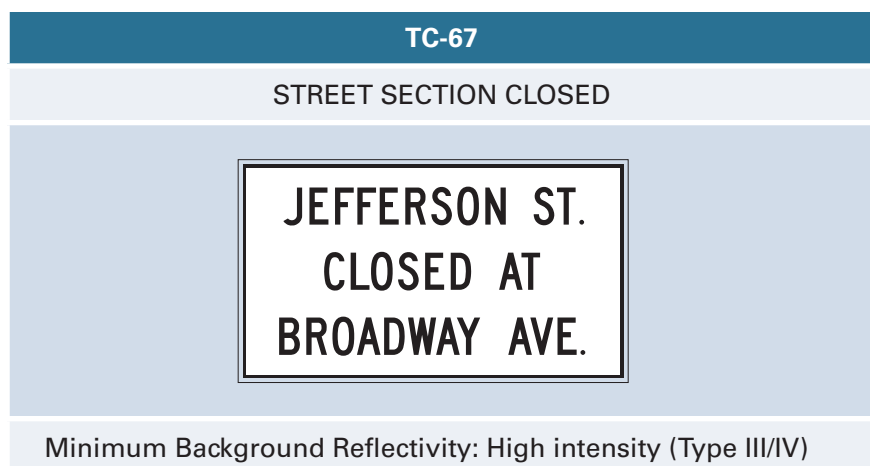 TC-67
STREET SECTION CLOSED
JEFFERSON ST.
CLOSED AT
BROADWAY AVE.
Minimum Background Reflectivity: High intensity (Type III/IV)